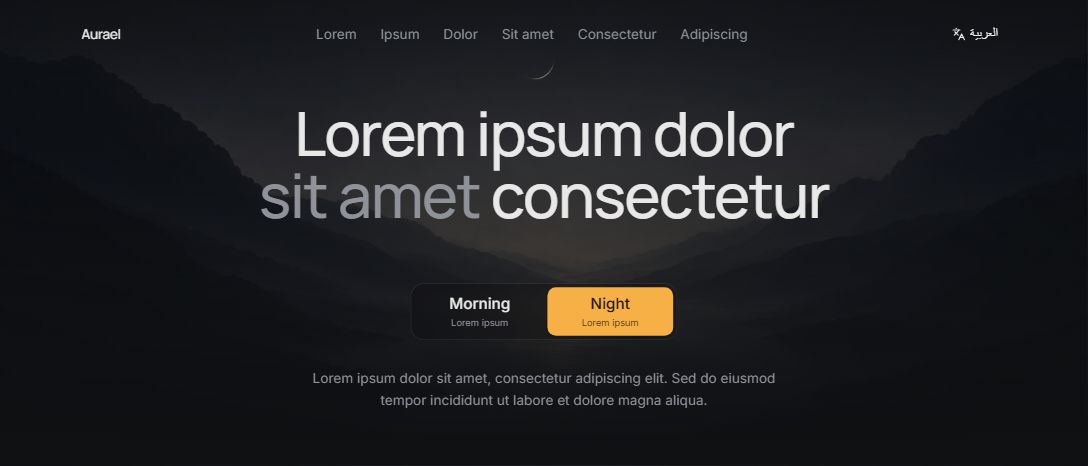 Aurael
Lorem Ipsum Dolor Sit amet Consectetur Adipiscing
العربية
Lorem ipsum dolor
sit amet consectetur
Morning
Lorem ipsum
Night
Lorem ipsum
Lorem ipsum dolor sit amet, consectetur adipiscing elit. Sed do eiusmod
tempor incididunt ut labore et dolore magna aliqua.